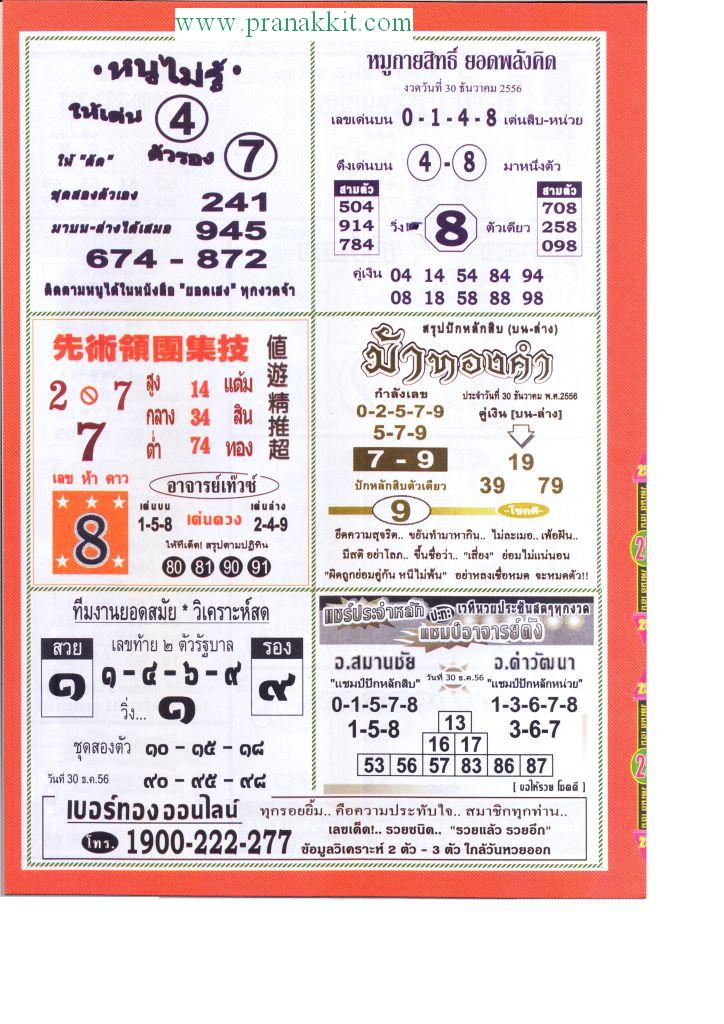 www.pranakkit.com
• หนูไม่รู้ •
ให้เด่น 4
ให้ "คัด" ตัวรอง 7
ชุดสองตัวเอง 241
มาบน-ล่างได้เสมอ 945
674 - 872
ติดตามหนูได้ในหนังสือ "ยอดเฮง" ทุกงวดจ้า
หมูกายสิทธิ์ ยอดพลังคิด
งวดวันที่ 30 ธันวาคม 2556
เลขเด่นบน 0 - 1 - 4 - 8 เด่นสิบ-หน่วย
ดึงเด่นบน 4 - 8 มาหนึ่งตัว
สามตัว
504
914
784
วิ่ง 8 ตัวเดียว
สามตัว
708
258
098
คู่เงิน 04 14 54 84 94
08 18 58 88 98
先術領團集技
値遊精推超
2 0 7
7
สูง 14 แต้ม
กลาง 34 สิน
ต่ำ 74 ทอง
เลข ห้า ดาว
8
อาจารย์เท๊วซ์
เด่นบน เด่นล่าง
1-5-8 เด่นดวง 2-4-9
ให้ทีเด็ด! สรุปตามปฏิทิน
80 81 90 91
สรุปปักหลักสิบ (บน-ล่าง)
ม้าทองคำ
กำลังเลข ประจำวันที่ 30 ธันวาคม พ.ศ.2556
0-2-5-7-9 คู่เงิน [บน-ล่าง]
5-7-9
7 - 9 19
ปักหลักสิบตัวเดียว 39 79
9 -โชคดี-
ยึดความสุจริต.. ขยันทำมาหากิน.. ไม่ละเมอ..เพ้อฝัน..
มีสติ อย่าโลภ.. ขึ้นชื่อว่า.. "เสี่ยง" ย่อมไม่แน่นอน
"ผิดถูกย่อมคู่กัน หนีไม่พ้น" อย่าหลงเชื่อหมด จะหมดตัว!!
ทีมงานยอดสมัย * วิเคราะห์สด
สวย เลขท้าย ๒ ตัวรัฐบาล รอง
๑ ๑ - ๔ - ๖ - ๙ ๙
วิ่ง... ๑
ชุดสองตัว ๑๐ - ๑๕ - ๑๘
วันที่ 30 ธ.ค.56 ๙๐ - ๙๕ - ๙๘
แชร์ประจำหลัก ปะทะ เวทีหวยประชันสดๆทุกงวด
แชมป์อาจารย์ดัง
อ.สมานชัย อ.ดำวัฒนา
"แชมป์ปักหลักสิบ" วันที่ 30 ธ.ค.56 "แชมป์ปักหลักหน่วย"
0-1-5-7-8 1-3-6-7-8
1-5-8 13 3-6-7
16 17
53 56 57 83 86 87
[ ขอให้รวย โชคดี ]
เบอร์ทองออนไลน์ ทุกรอยยิ้ม.. คือความประทับใจ.. สมาชิกทุกท่าน..
โทร. 1900-222-277 เลขเด็ด!.. รวยชนิด.. "รวยแล้ว รวยอีก"
ข้อมูลวิเคราะห์ 2 ตัว - 3 ตัว ใกล้วันหวยออก